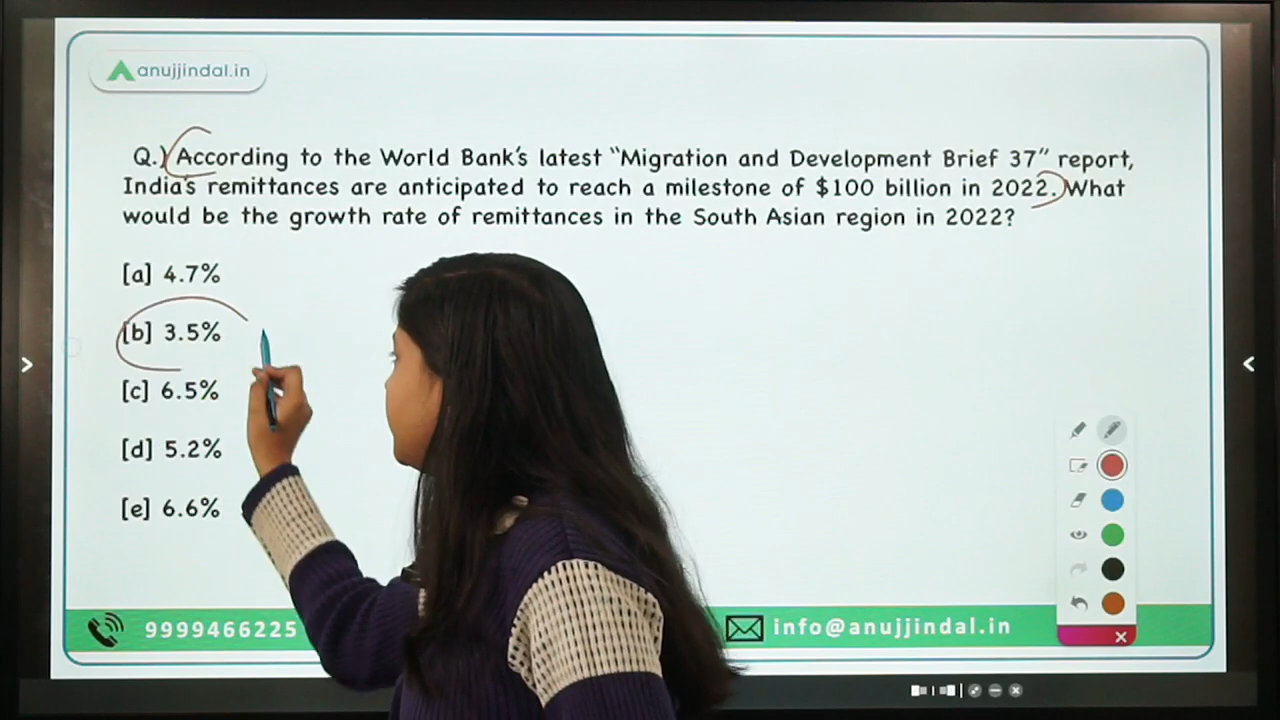 anujjindal.in
Q.) According to the World Bank's latest "Migration and Development Brief 37" report,
India's remittances are anticipated to reach a milestone of $100 billion in 2022. What
would be the growth rate of remittances in the South Asian region in 2022?
[a] 4.7%
[b] 3.5%
[c] 6.5%
[d] 5.2%
[e] 6.6%
9999466225
info@anujjindal.in